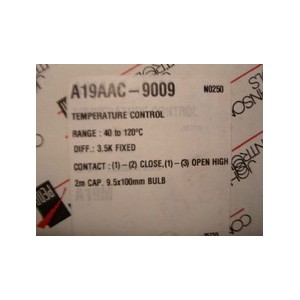 A19AAC-9009 N0250
TEMPERATURE CONTROL
RANGE : 40 to 120°C
DIFF.: 3.5K FIXED
CONTACT : (1)-(2) CLOSE,(1)-(3) OPEN HIGH
2m CAP. 9.5x100mm BULB